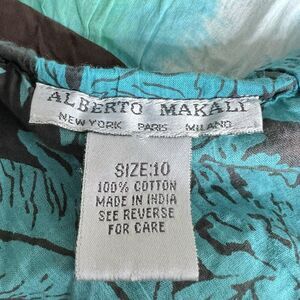 ALBERTO MAKALI
NEW YORK PARIS MILANO
SIZE:10
100% COTTON
MADE IN INDIA
SEE REVERSE
FOR CARE